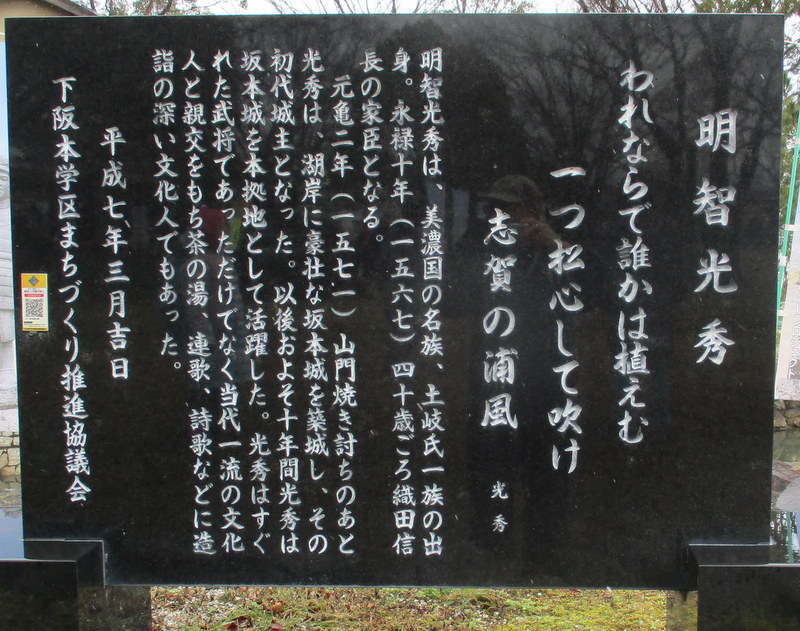 明智光秀
われならで誰かは植えむ
一つ松心して吹け
志賀の浦風
光秀
明智光秀は、美濃国の名族、土岐氏一族の出
身。永禄十年（一五六七）四十歳ごろ織田信
長の家臣となる。
元亀二年（一五七一）山門焼き討ちのあと
光秀は、湖岸に豪壮な坂本城を築城し、その
初代城主となった。以後およそ十年間光秀は
坂本城を本拠地として活躍した。光秀はすぐ
れた武将であっただけでなく当代一流の文化
人と親交をもち茶の湯、連歌、詩歌などに造
詣の深い文化人でもあった。
平成七年三月吉日
下阪本学区まちづくり推進協議会